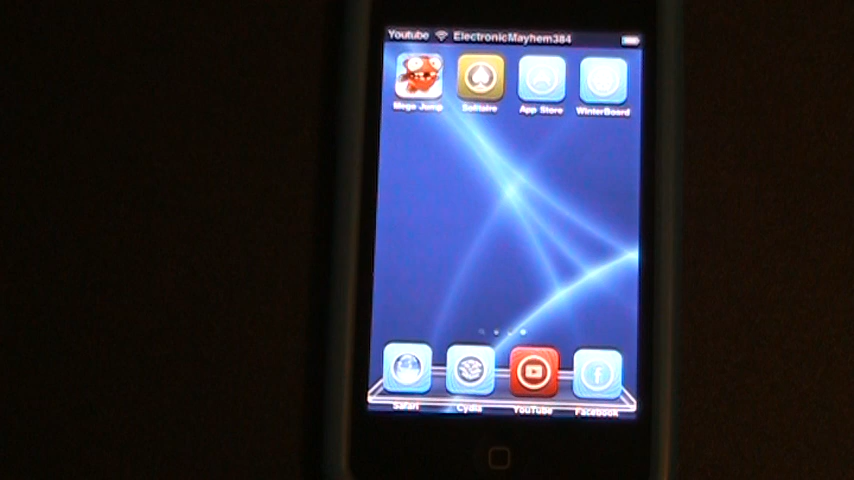 Youtube ElectronicMayhem384
Mega Jump Solitaire App Store WinterBoard
Safari Cydia YouTube Facebook